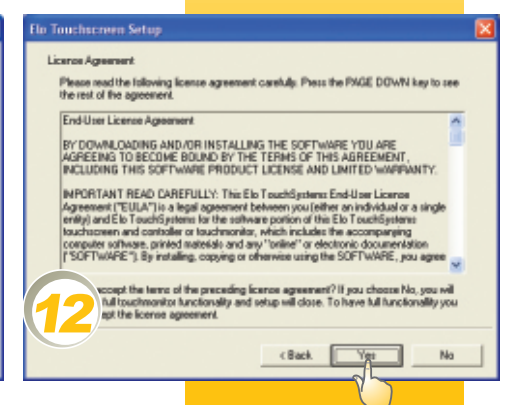 Elo Touchscreen Setup
License Agreement
Please read the following license agreement carefully. Press the PAGE DOWN key to see
the rest of the agreement.
End-User License Agreement
BY DOWNLOADING AND/OR INSTALLING THE SOFTWARE YOU ARE
AGREEING TO BECOME BOUND BY THE TERMS OF THIS AGREEMENT,
INCLUDING THIS SOFTWARE PRODUCT LICENSE AND LIMITED WARRANTY.
IMPORTANT READ CAREFULLY: This Elo TouchSystems End-User License
Agreement ("EULA") is a legal agreement between you (either an individual or a single
entity) and Elo TouchSystems for the software portion of this Elo TouchSystems
touchscreen and controller or touchmonitor, which includes the accompanying
computer software, printed materials and any "online" or electronic documentation
("SOFTWARE"). By installing, copying or otherwise using the SOFTWARE, you agree
accept the terms of the preceding license agreement? If you choose No, you will
full touchmonitor functionality and setup will close. To have full functionality you
the license agreement.
12
< Back
Yes
No